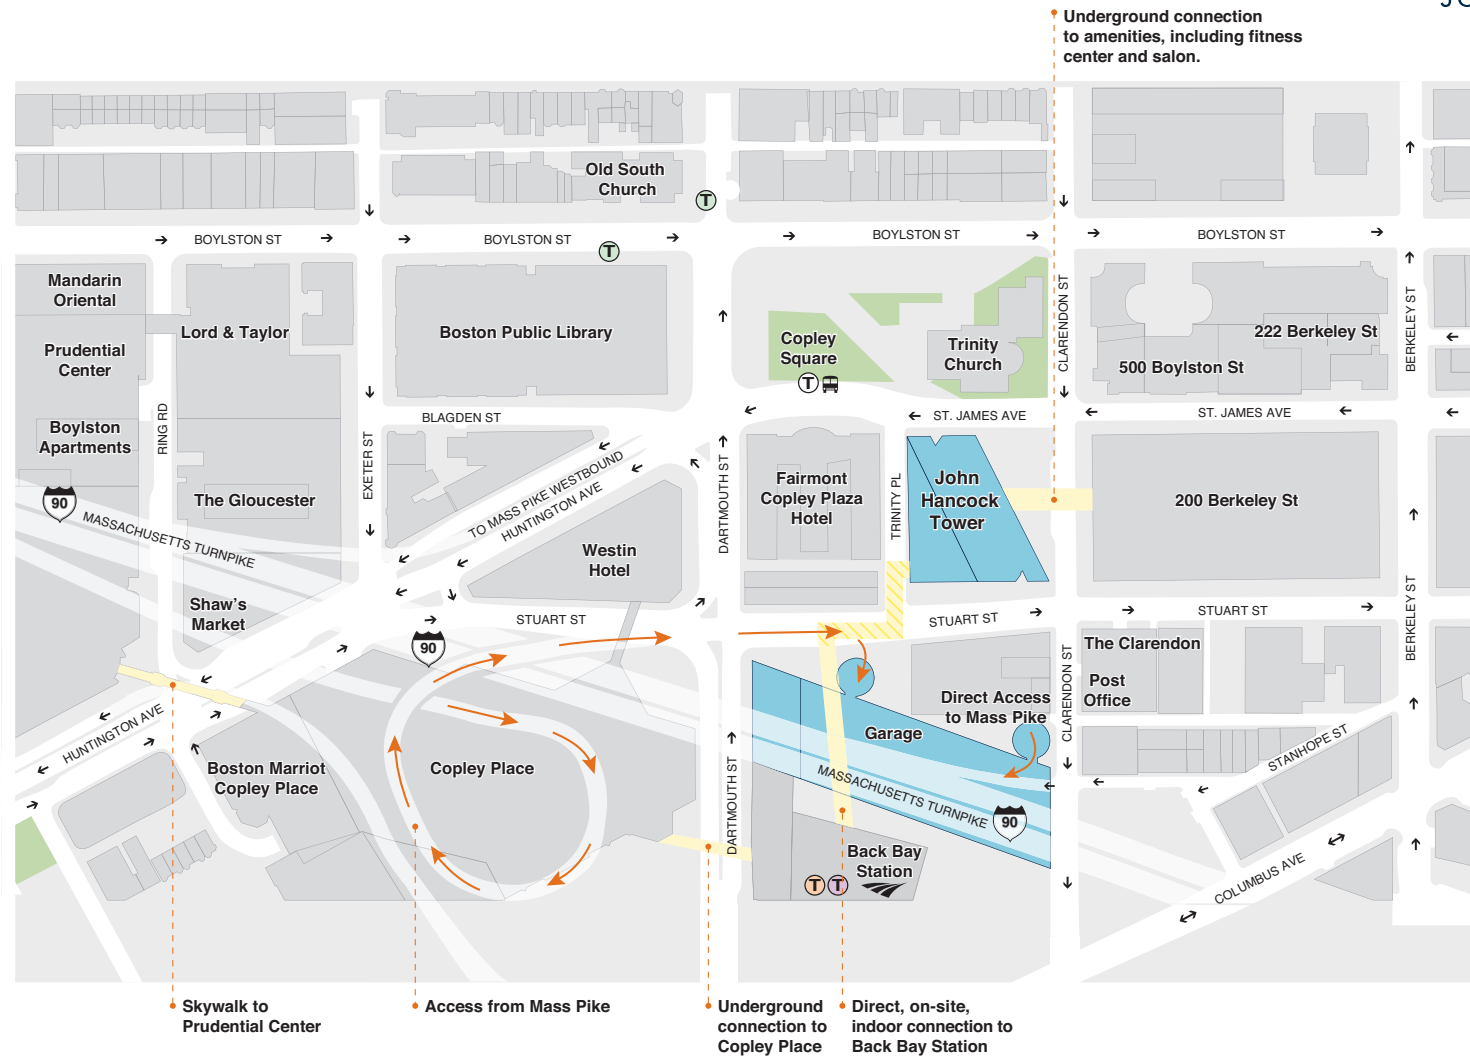 Underground connection
to amenities, including fitness
center and salon.
Old South
Church
T
BOYLSTON ST
BOYLSTON ST
BOYLSTON ST
BOYLSTON ST
T
Mandarin
Oriental
Lord & Taylor
Prudential
Center
Boston Public Library
Copley
Square
T
Trinity
Church
CLARENDON ST
222 Berkeley St
500 Boylston St
BERKELEY ST
BLAGDEN ST
ST. JAMES AVE
ST. JAMES AVE
Boylston
Apartments
RING RD
EXETER ST
TO MASS PIKE WESTBOUND
HUNTINGTON AVE
DARTMOUTH ST
Fairmont
Copley Plaza
Hotel
TRINITY PL
John
Hancock
Tower
200 Berkeley St
90
The Gloucester
MASSACHUSETTS TURNPIKE
Westin
Hotel
Shaw's
Market
STUART ST
STUART ST
STUART ST
BERKELEY ST
90
The Clarendon
Post
Office
CLARENDON ST
Direct Access
to Mass Pike
Garage
HUNTINGTON AVE
Boston Marriot
Copley Place
Copley Place
DARTMOUTH ST
MASSACHUSETTS TURNPIKE
90
STANHOPE ST
COLUMBUS AVE
Back Bay
Station
T
T
Skywalk to
Prudential Center
Access from Mass Pike
Underground
connection to
Copley Place
Direct, on-site,
indoor connection to
Back Bay Station